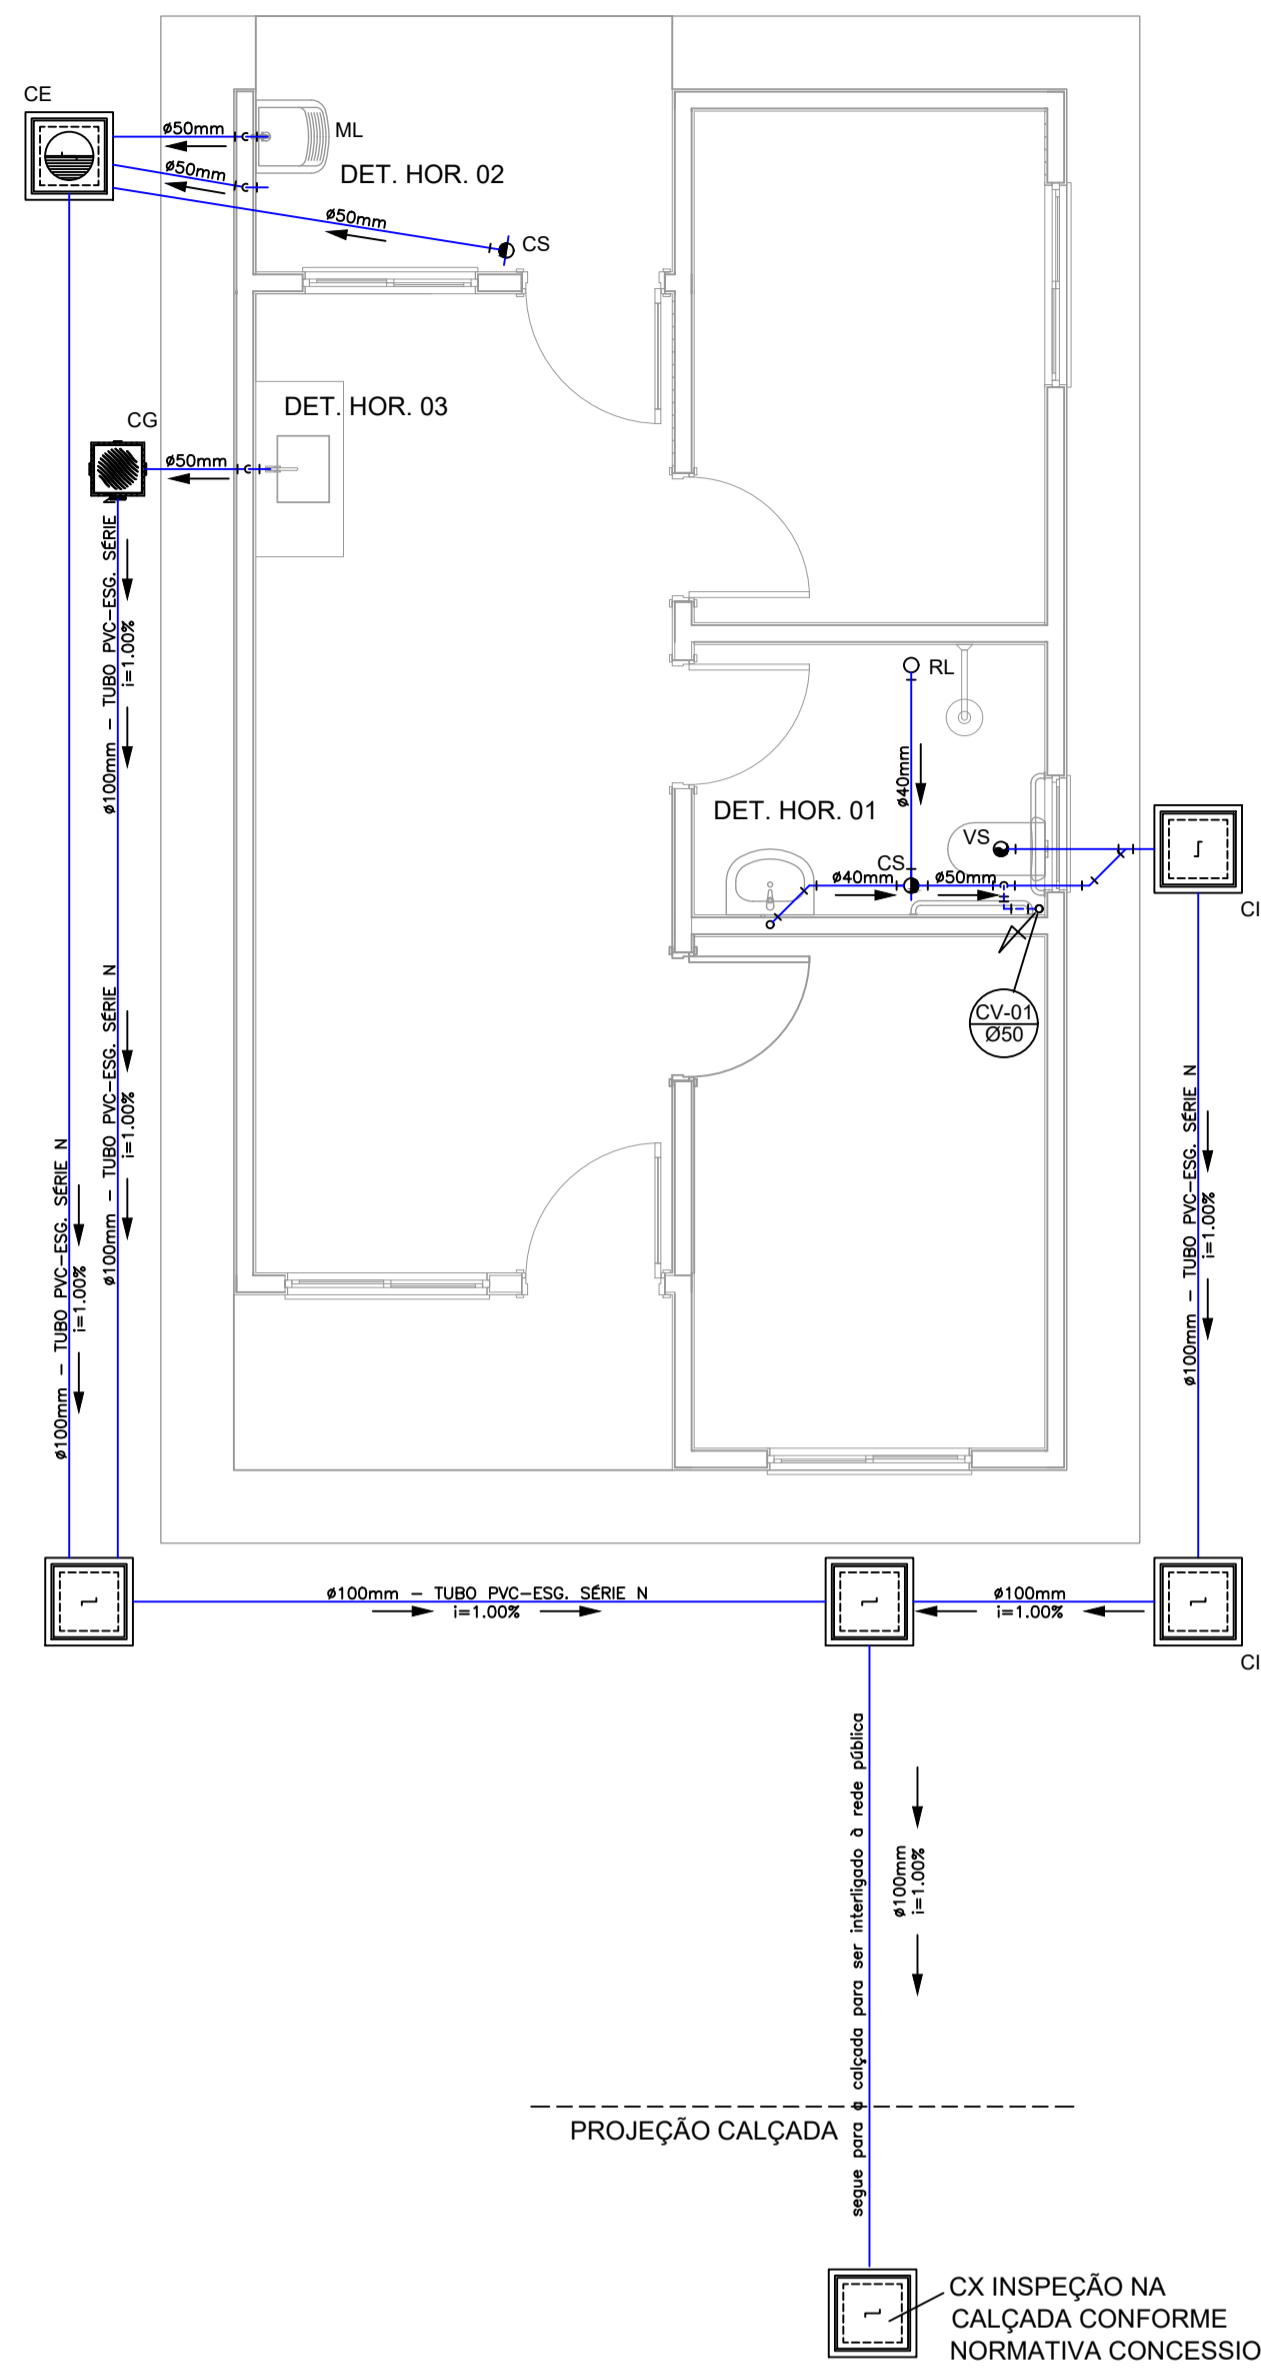 CE
ø50mm
ML
ø50mm
DET. HOR. 02
ø50mm
CS
DET. HOR. 03
CG
ø50mm
ø100mm – TUBO PVC–ESG. SÉRIE N
i=1.00%
RL
ø40mm
DET. HOR. 01
VS
CS
ø40mm
ø50mm
CI
CV-01
Ø50
ø100mm – TUBO PVC–ESG. SÉRIE N
i=1.00%
ø100mm – TUBO PVC–ESG. SÉRIE N
i=1.00%
ø100mm – TUBO PVC–ESG. SÉRIE N
i=1.00%
ø100mm – TUBO PVC–ESG. SÉRIE N
i=1.00%
ø100mm
i=1.00%
CI
segue para a calçada para ser interligado à rede pública
ø100mm
i=1.00%
PROJEÇÃO CALÇADA
CX INSPEÇÃO NA
CALÇADA CONFORME
NORMATIVA CONCESSIO